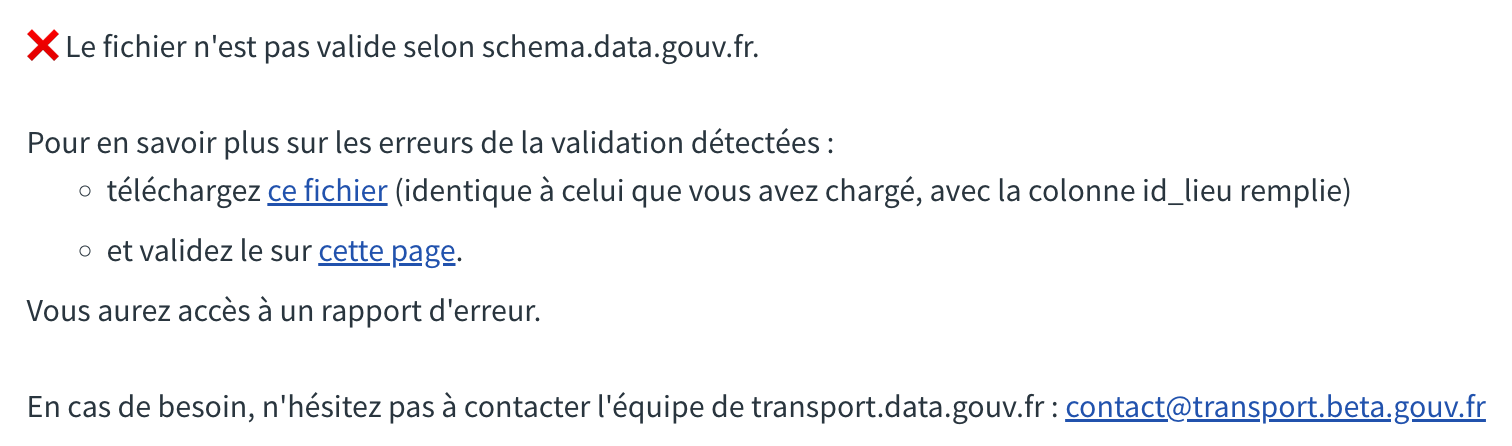 ❌ Le fichier n'est pas valide selon schema.data.gouv.fr.
Pour en savoir plus sur les erreurs de la validation détectées :
◦ téléchargez ce fichier (identique à celui que vous avez chargé, avec la colonne id_lieu remplie)
◦ et validez le sur cette page.
Vous aurez accès à un rapport d'erreur.
En cas de besoin, n'hésitez pas à contacter l'équipe de transport.data.gouv.fr : contact@transport.beta.gouv.fr